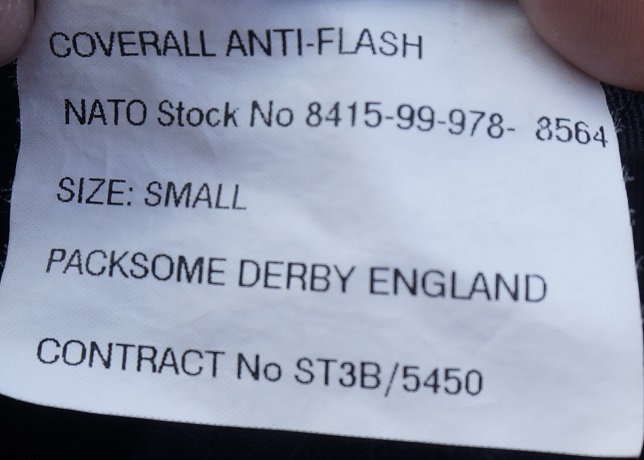 COVERALL ANTI-FLASH
NATO Stock No 8415-99-978- 8564
SIZE: SMALL
PACKSOME DERBY ENGLAND
CONTRACT No ST3B/5450